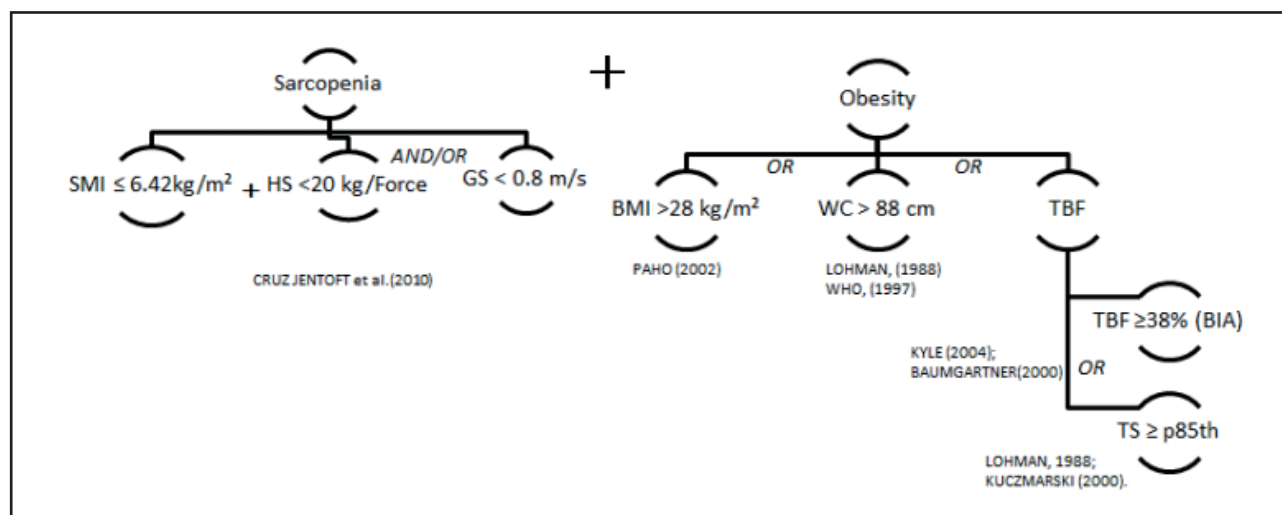 Sarcopenia
+
Obesity
AND/OR
SMI ≤ 6.42kg/m²
+
HS <20 kg/Force
GS < 0.8 m/s
CRUZ JENTOFT et al.(2010)
OR
OR
BMI >28 kg/m²
WC > 88 cm
TBF
PAHO (2002)
LOHMAN, (1988)
WHO, (1997)
TBF ≥38% (BIA)
KYLE (2004);
BAUMGARTNER(2000)
OR
TS ≥ p85th
LOHMAN, 1988;
KUCZMARSKI (2000).